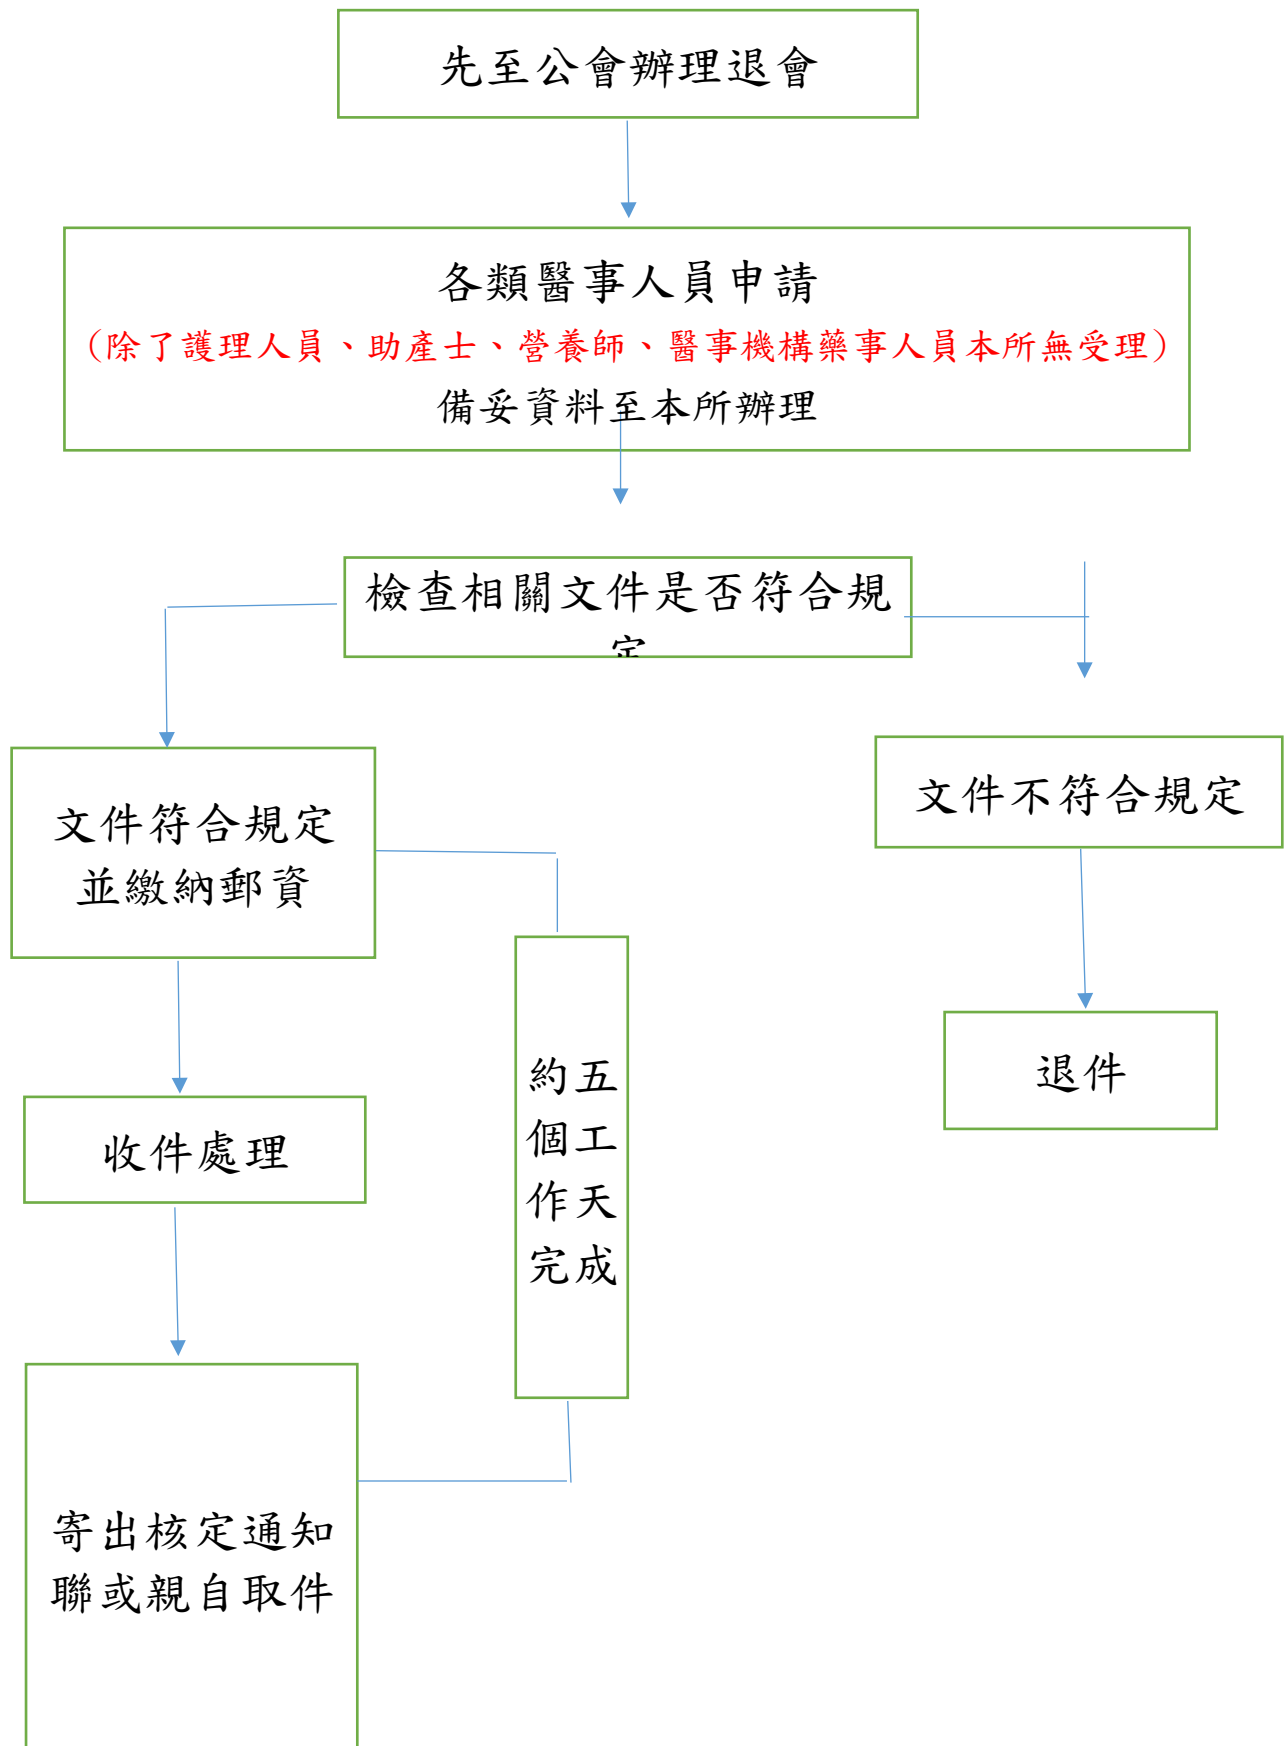 先至公會辦理退會
各類醫事人員申請
（除了護理人員、助產士、營養師、醫事機構藥事人員本所無受理）
備妥資料至本所辦理
檢查相關文件是否符合規
定
文件符合規定
並繳納郵資
文件不符合規定
約五
個工
作天
完成
退件
收件處理
寄出核定通知
聯或親自取件